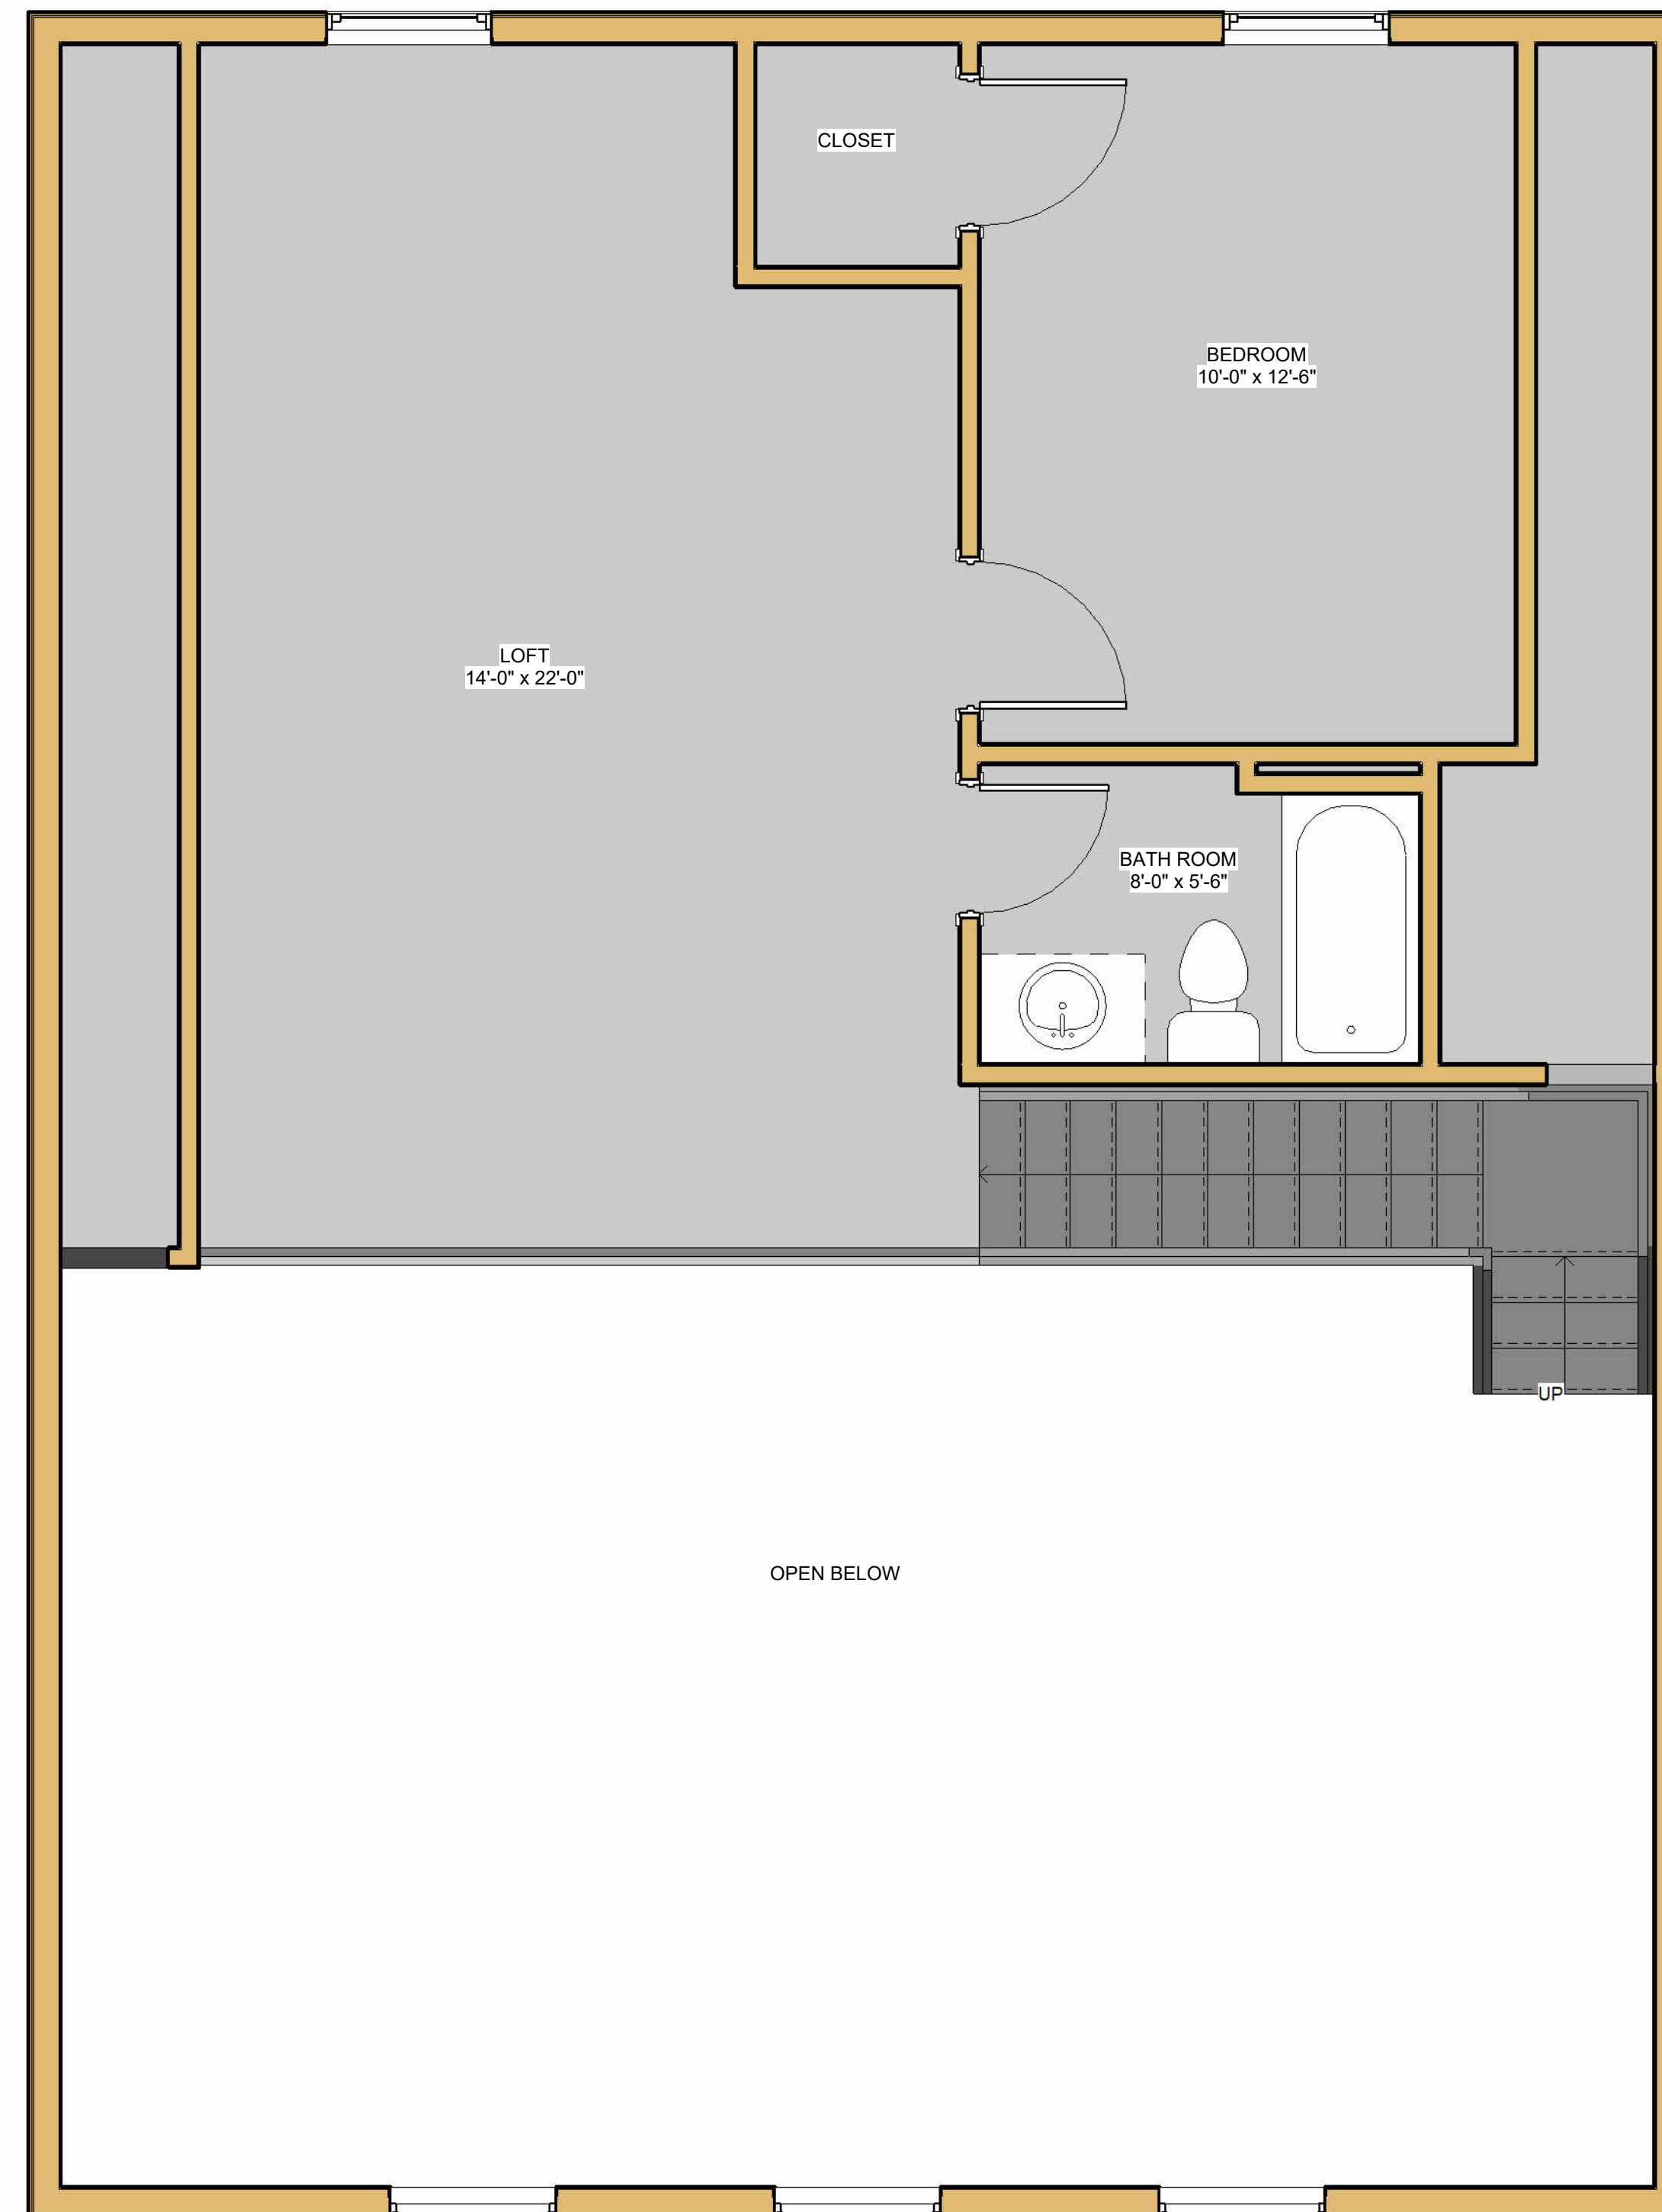 CLOSET
BEDROOM
10'-0" x 12'-6"
LOFT
14'-0" x 22'-0"
BATH ROOM
8'-0" x 5'-6"
UP
OPEN BELOW